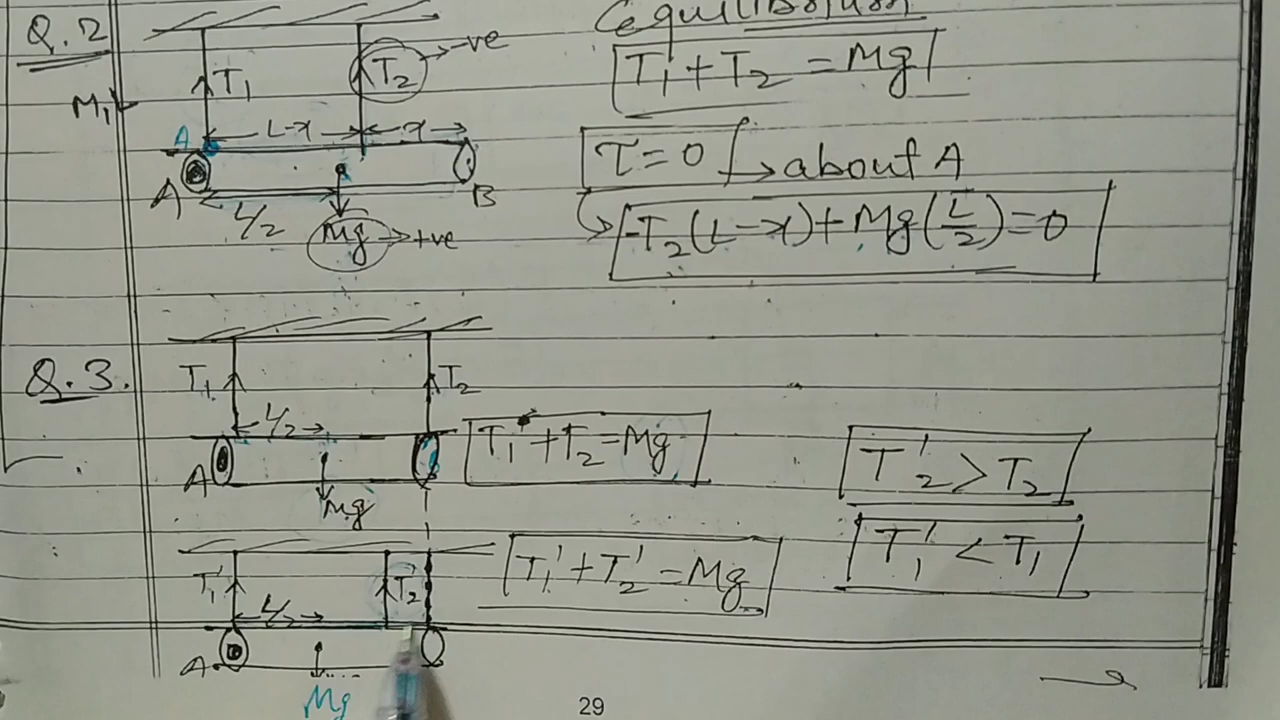 Q.2
(equilibrium
T₁ + T₂ = Mg
T₁
T₂ → -ve
M₁
L-x
x
A
τ = 0 → about A
A
B
L/2
Mg → +ve
-T₂(L-x) + Mg(L/2) = 0
Q.3.
T₁
T₂
L/2
A
Mg
T₁ + T₂ = Mg
T₂' > T₂
T₁'
T₂'
L/2
T₁' + T₂' = Mg
T₁' < T₁
A
Mg
29